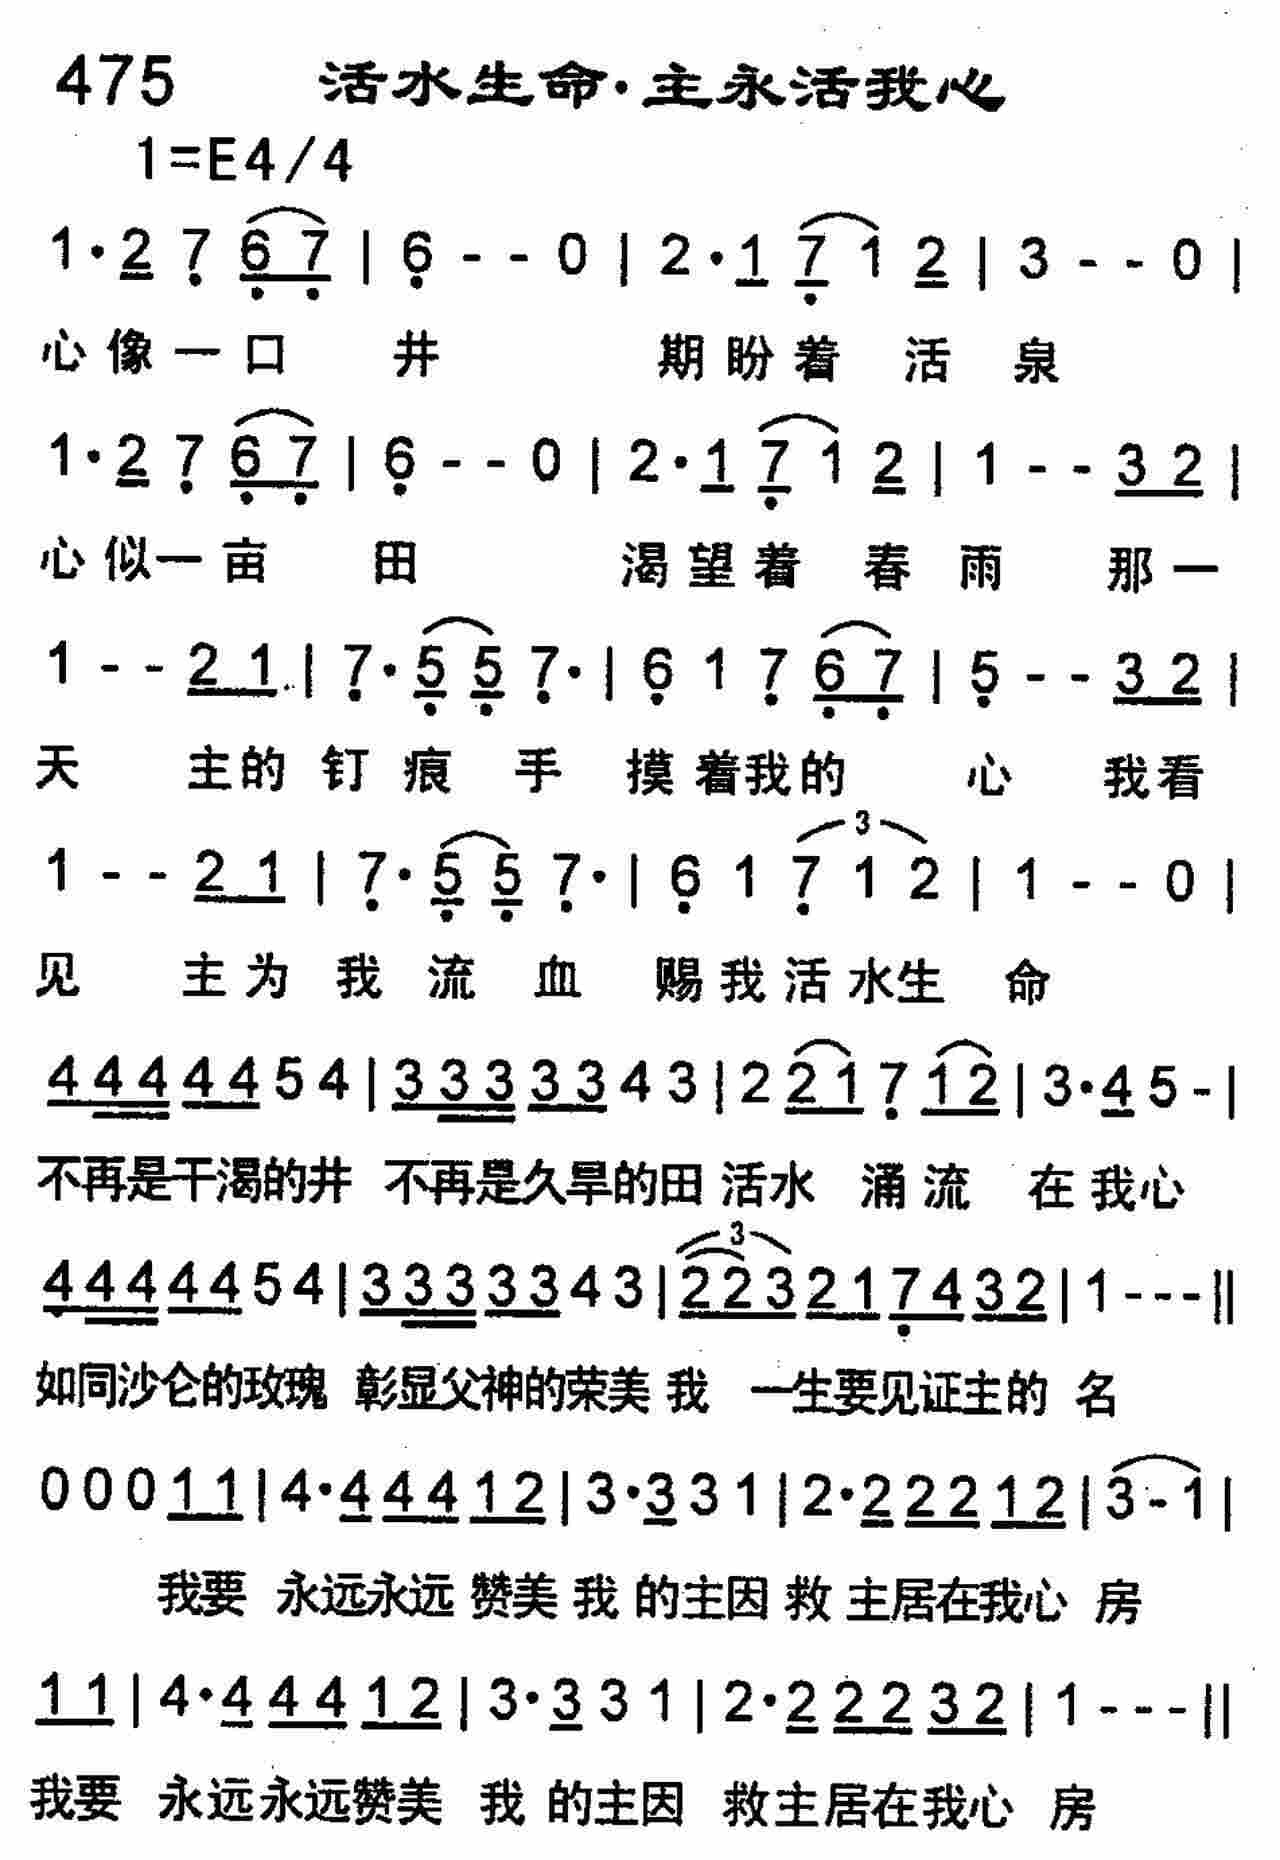 475 活水生命·主永活我心
1=E4/4
1·2 7 6 7 | 6 - - 0 | 2·1 7 1 2 | 3 - - 0 |
心像一口 井 期盼着 活 泉
1·2 7 6 7 | 6 - - 0 | 2·1 7 1 2 | 1 - - 3 2 |
心似一亩 田 渴望着 春 雨 那一
1 - - 2 1 | 7·5 5 7· | 6 1 7 6 7 | 5 - - 3 2 |
天 主的 钉 痕 手 摸着我的 心 我看
3
1 - - 2 1 | 7·5 5 7· | 6 1 7 1 2 | 1 - - 0 |
见 主为 我 流 血 赐我活水生 命
4 4 4 4 4 5 4 | 3 3 3 3 3 4 3 | 2 2 1 7 1 2 | 3·4 5 - |
不再是干渴的井 不再是久旱的田 活水 涌流 在我心
3
4 4 4 4 4 5 4 | 3 3 3 3 3 4 3 | 2 2 3 2 1 7 4 3 2 | 1 - - - ||
如同沙仑的玫瑰 彰显父神的荣美 我 一生要见证主的 名
0 0 0 1 1 | 4·4 4 4 1 2 | 3·3 3 1 | 2·2 2 2 1 2 | 3 - 1 |
我要 永远永远 赞美 我 的主因 救 主居在我心 房
1 1 | 4·4 4 4 1 2 | 3·3 3 1 | 2·2 2 2 3 2 | 1 - - - ||
我要 永远永远赞美 我 的主因 救主居在我心 房